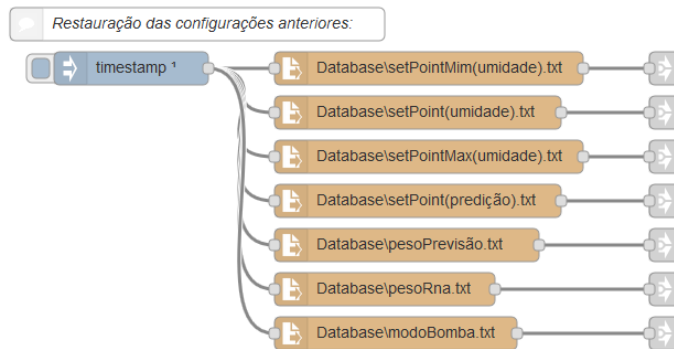 Restauração das configurações anteriores:
timestamp ¹
Database\setPointMim(umidade).txt
Database\setPoint(umidade).txt
Database\setPointMax(umidade).txt
Database\setPoint(predição).txt
Database\pesoPrevisão.txt
Database\pesoRna.txt
Database\modoBomba.txt